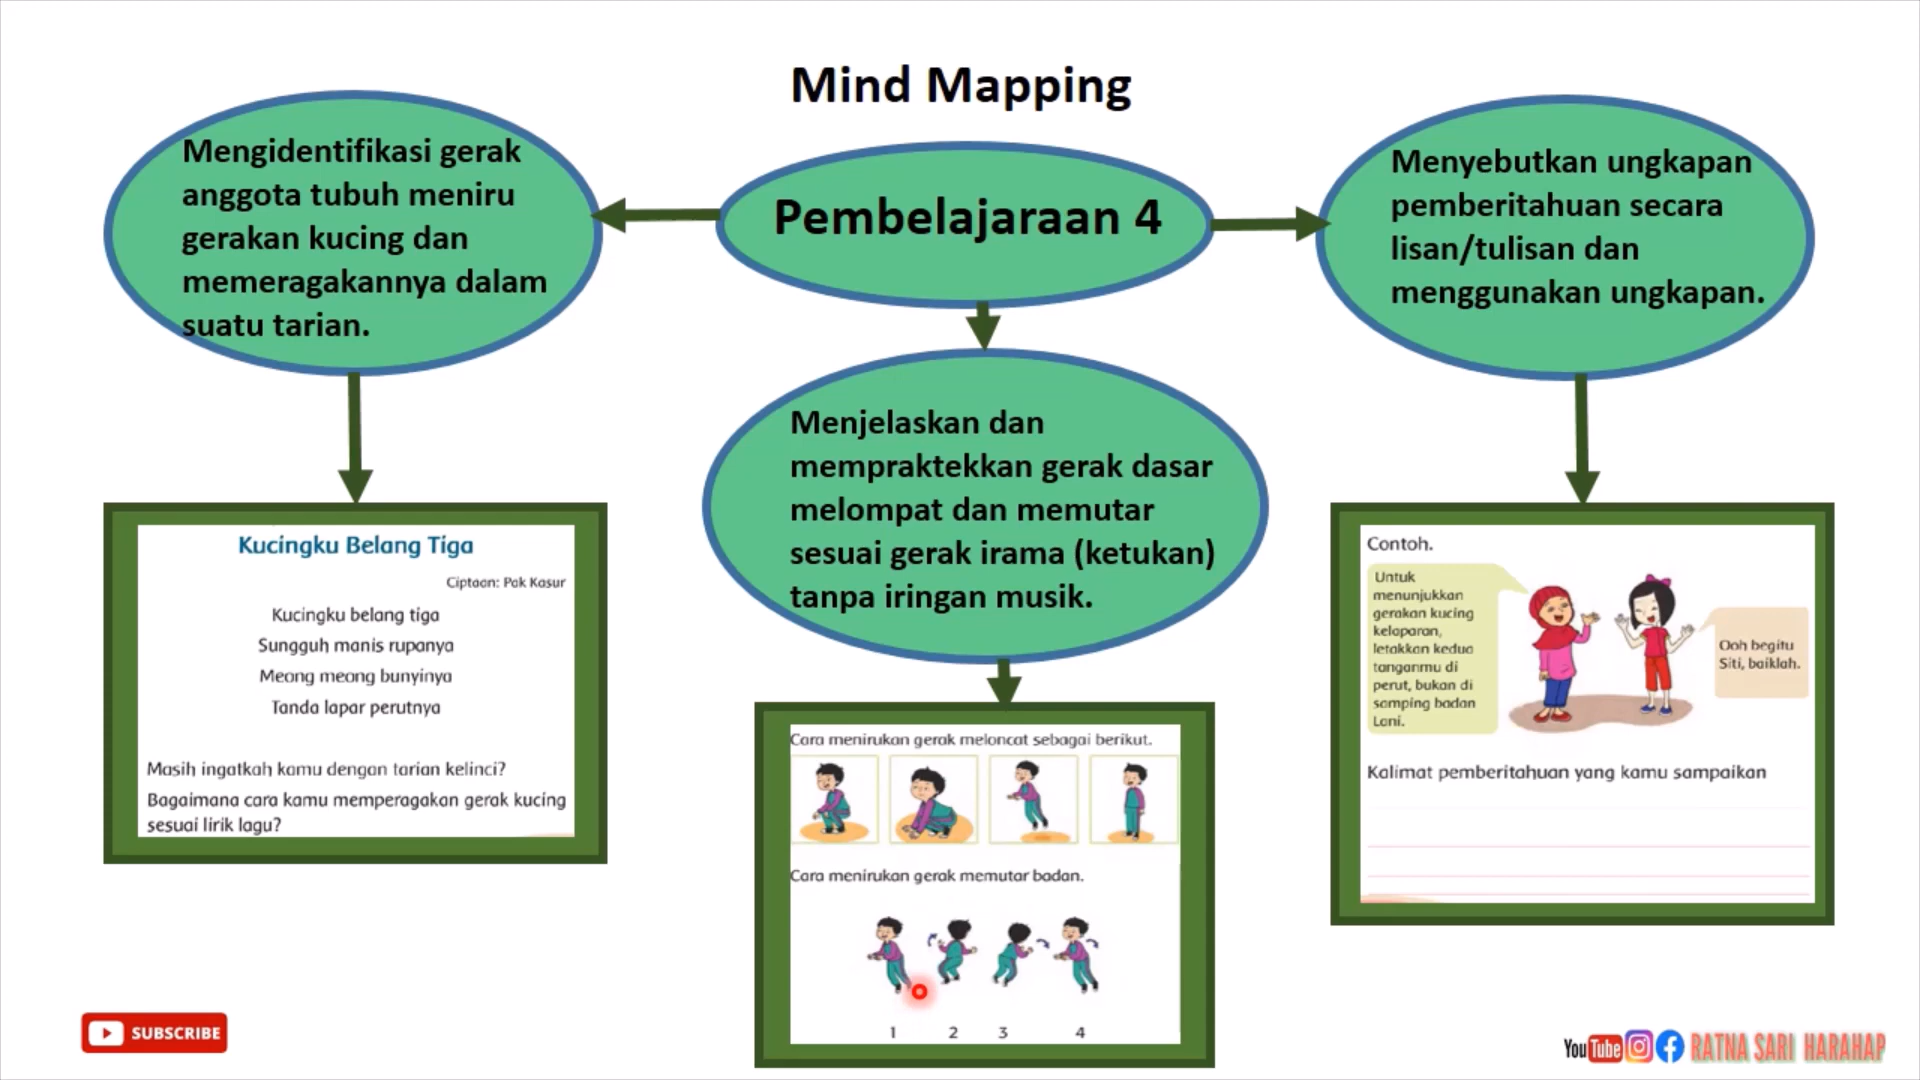 Mind Mapping
Pembelajaraan 4
Mengidentifikasi gerak
anggota tubuh meniru
gerakan kucing dan
memeragakannya dalam
suatu tarian.
Menyebutkan ungkapan
pemberitahuan secara
lisan/tulisan dan
menggunakan ungkapan.
Menjelaskan dan
mempraktekkan gerak dasar
melompat dan memutar
sesuai gerak irama (ketukan)
tanpa iringan musik.
Kucingku Belang Tiga
Ciptaan: Pak Kasur
Kucingku belang tiga
Sungguh manis rupanya
Meong meong bunyinya
Tanda lapar perutnya
Masih ingatkah kamu dengan tarian kelinci?
Bagaimana cara kamu memperagakan gerak kucing
sesuai lirik lagu?
Cara menirukan gerak meloncat sebagai berikut.
Cara menirukan gerak memutar badan.
1 2 3 4
Contoh.
Untuk
menunjukkan
gerakan kucing
kelaparan,
letakkan kedua
tanganmu di
perut, bukan di
samping badan
Lani.
Ooh begitu
Siti, baiklah.
Kalimat pemberitahuan yang kamu sampaikan
SUBSCRIBE
YouTube RATNA SARI HARAHAP